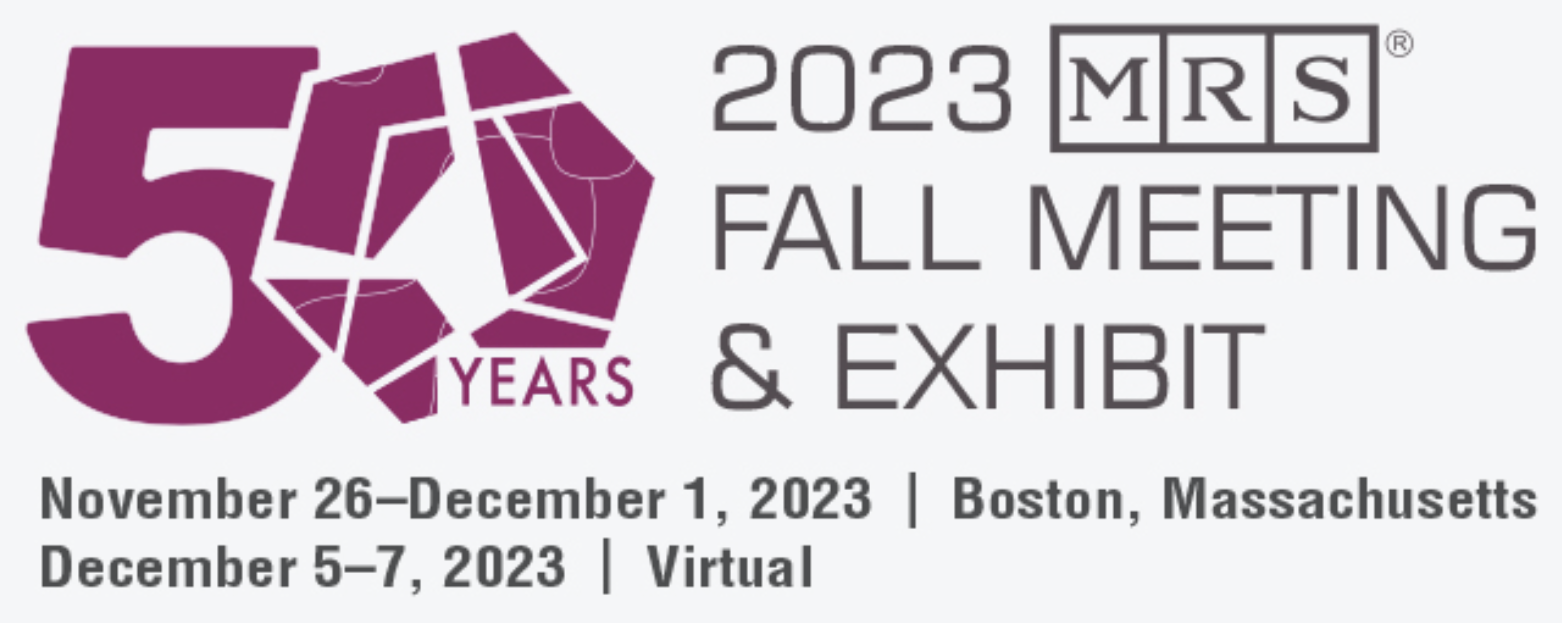 50
YEARS
2023 MRS®
FALL MEETING
& EXHIBIT
November 26–December 1, 2023 | Boston, Massachusetts
December 5–7, 2023 | Virtual